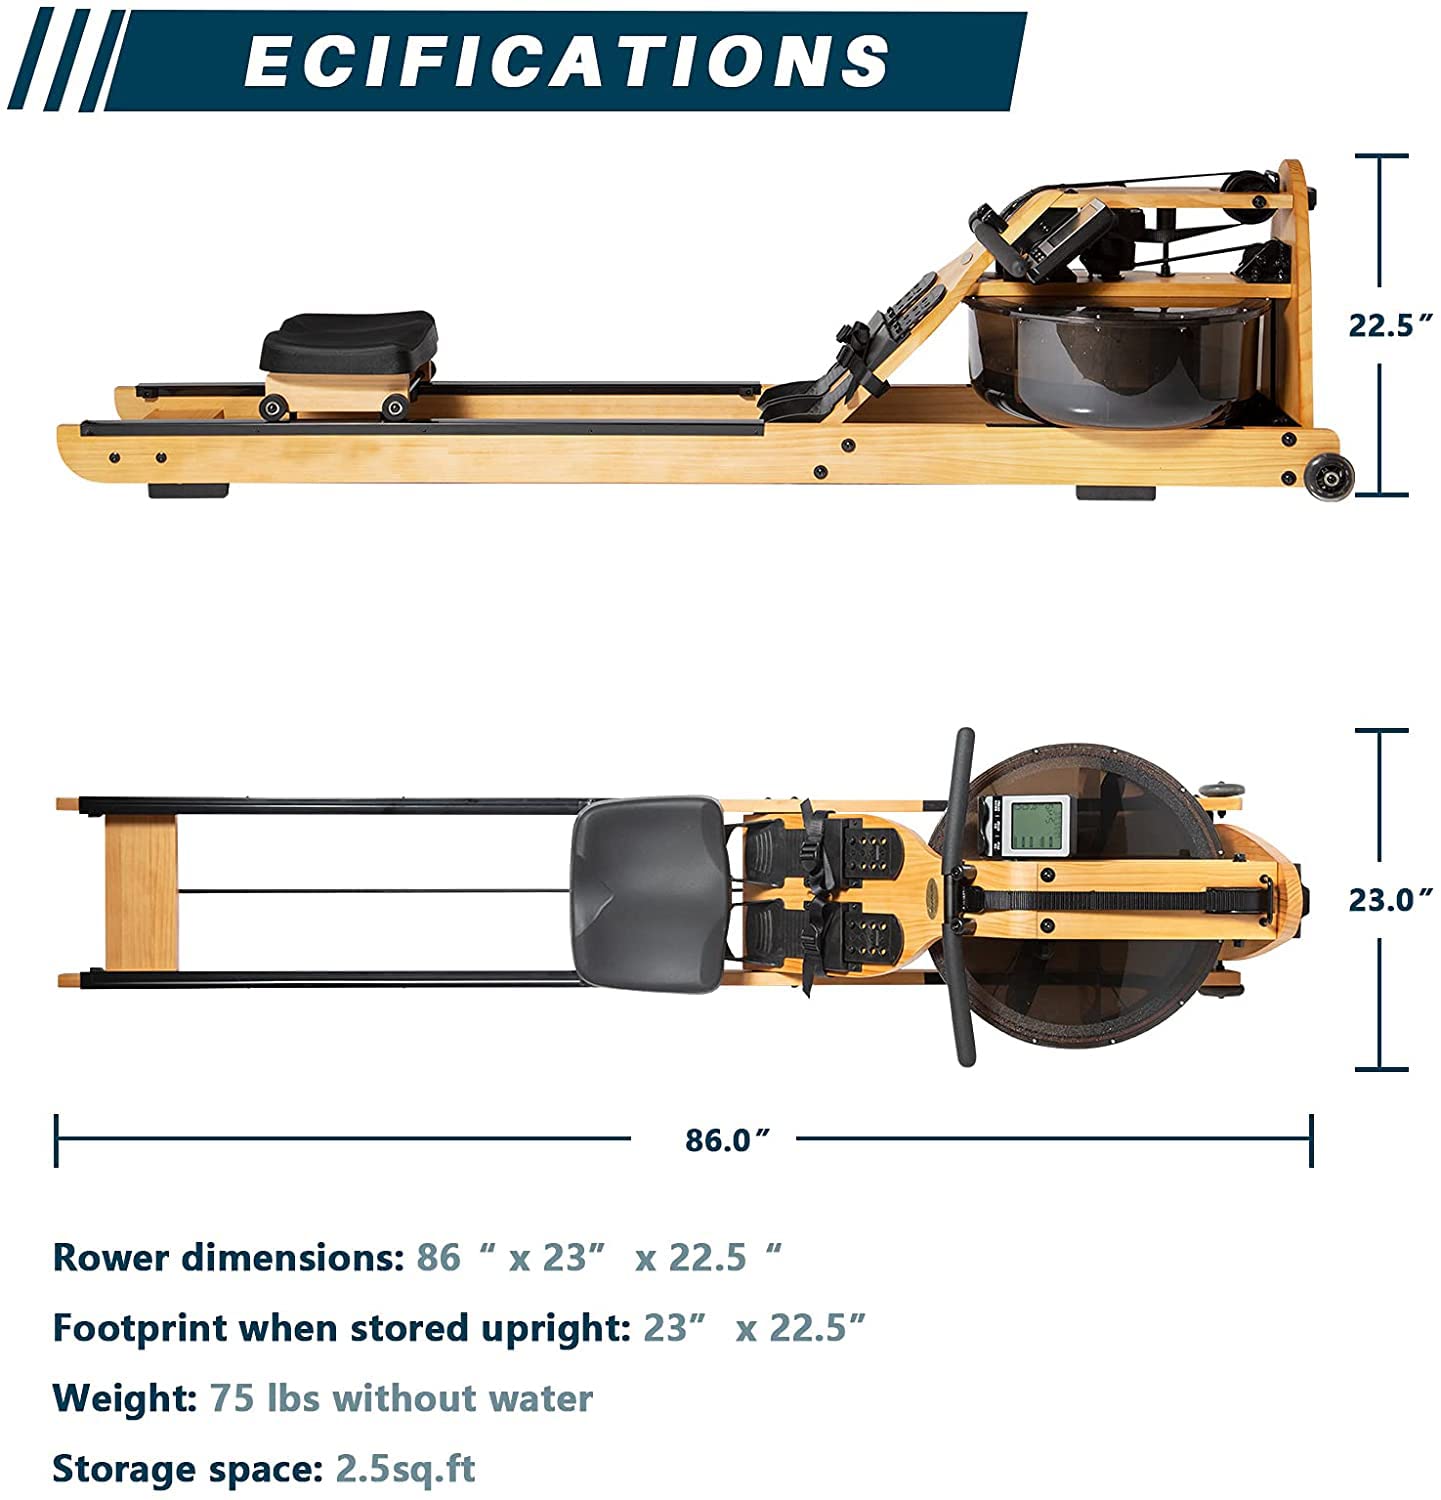 ECIFICATIONS
22.5″
23.0″
86.0″
Rower dimensions: 86 “ x 23” x 22.5 “
Footprint when stored upright: 23” x 22.5”
Weight: 75 lbs without water
Storage space: 2.5sq.ft